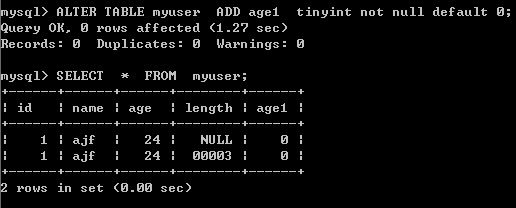 mysql> ALTER TABLE myuser  ADD age1  tinyint not null default 0;
Query OK, 0 rows affected (1.27 sec)
Records: 0  Duplicates: 0  Warnings: 0
mysql> SELECT  *  FROM  myuser;
+------+------+------+--------+------+
| id   | name | age  | length | age1 |
+------+------+------+--------+------+
|    1 | ajf  |   24 |   NULL |    0 |
|    1 | ajf  |   24 |  00003 |    0 |
+------+------+------+--------+------+
2 rows in set (0.00 sec)